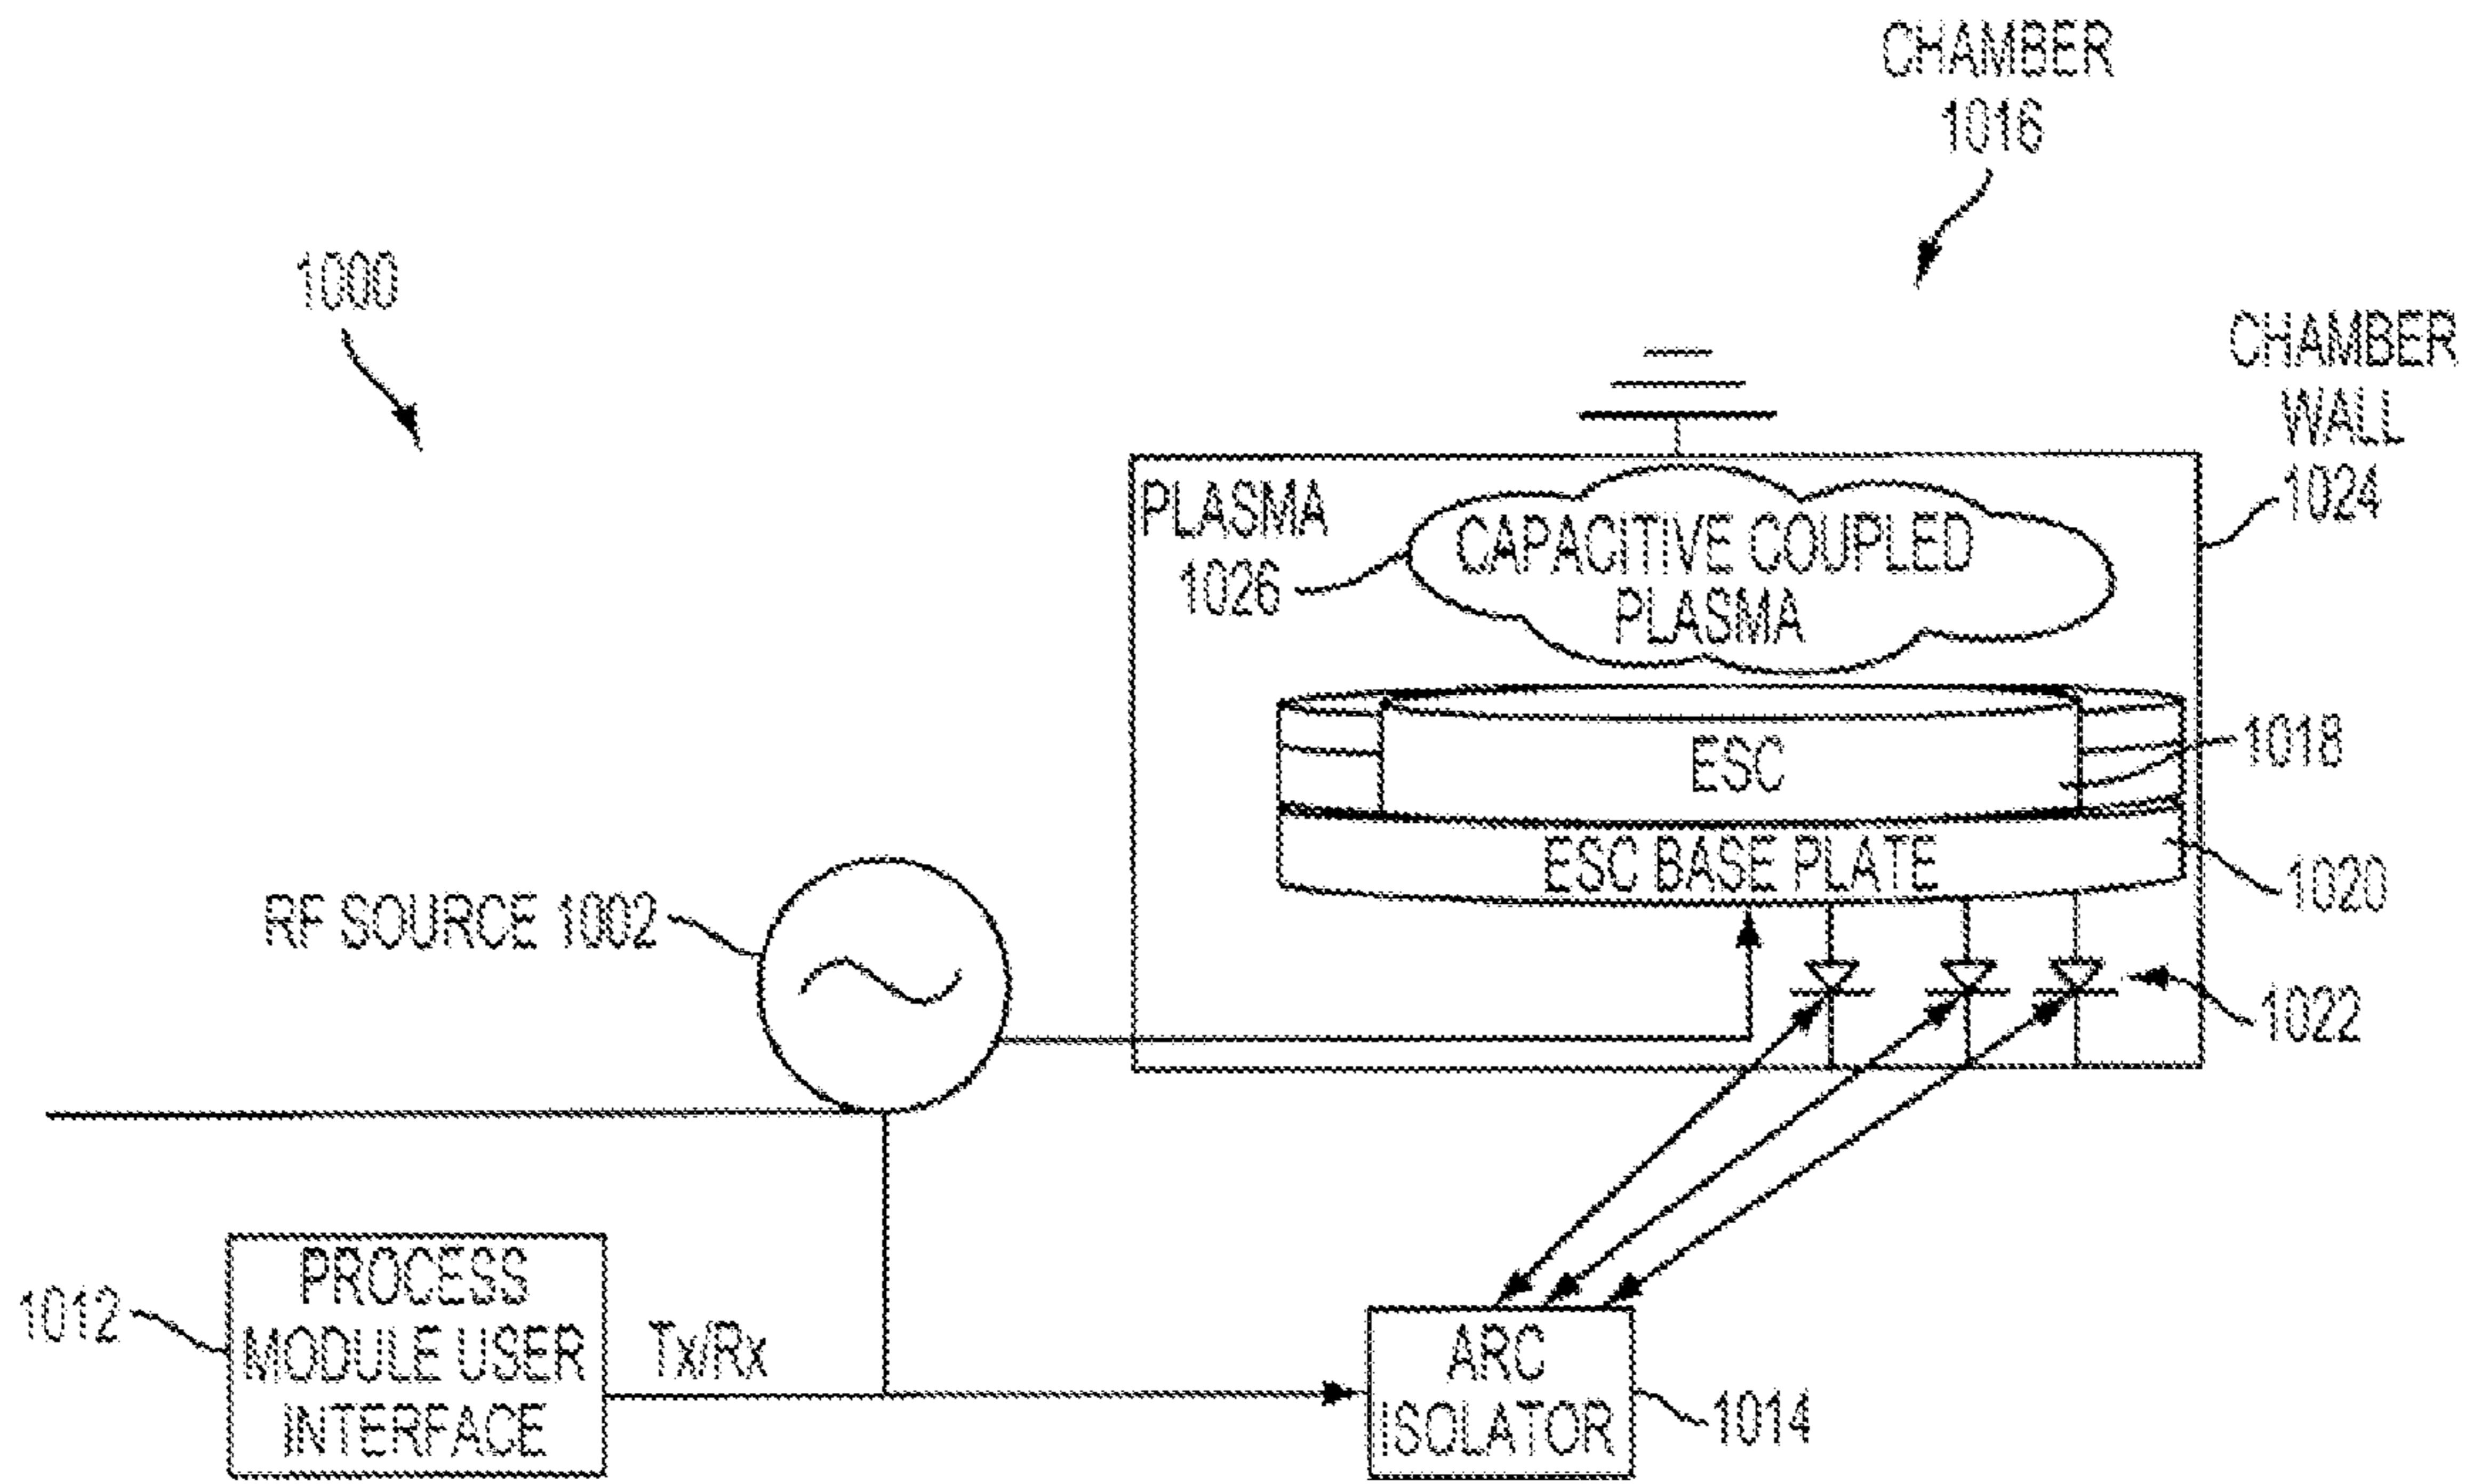 CHAMBER
1016
1000
CHAMBER
WALL
1024
PLASMA
1026
CAPACITIVE COUPLED
PLASMA
ESC
1018
ESC BASE PLATE
1020
RF SOURCE 1002
1022
1012
PROCESS
MODULE USER
INTERFACE
Tx/Rx
ARC
ISOLATOR
1014